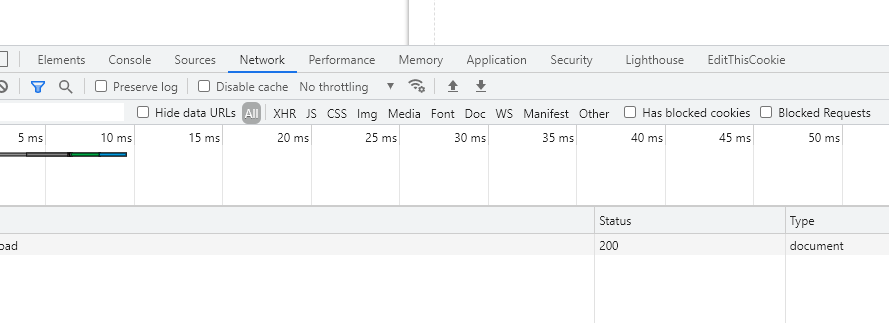 Elements Console Sources Network Performance Memory Application Security Lighthouse EditThisCookie
Preserve log Disable cache No throttling
Hide data URLs All XHR JS CSS Img Media Font Doc WS Manifest Other Has blocked cookies Blocked Requests
5 ms 10 ms 15 ms 20 ms 25 ms 30 ms 35 ms 40 ms 45 ms 50 ms
Status Type
oad 200 document